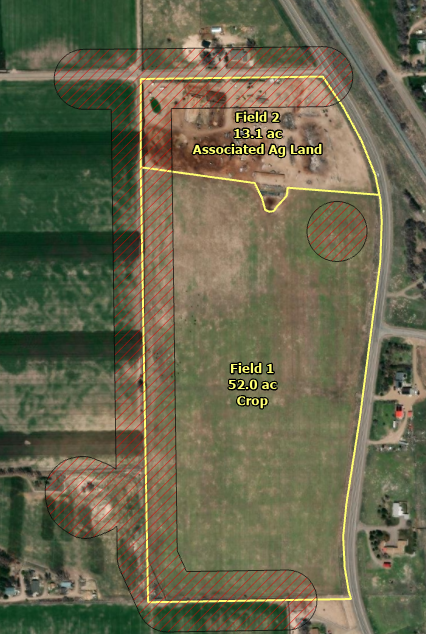 Field 2
13.1 ac
Associated Ag Land
Field 1
52.0 ac
Crop